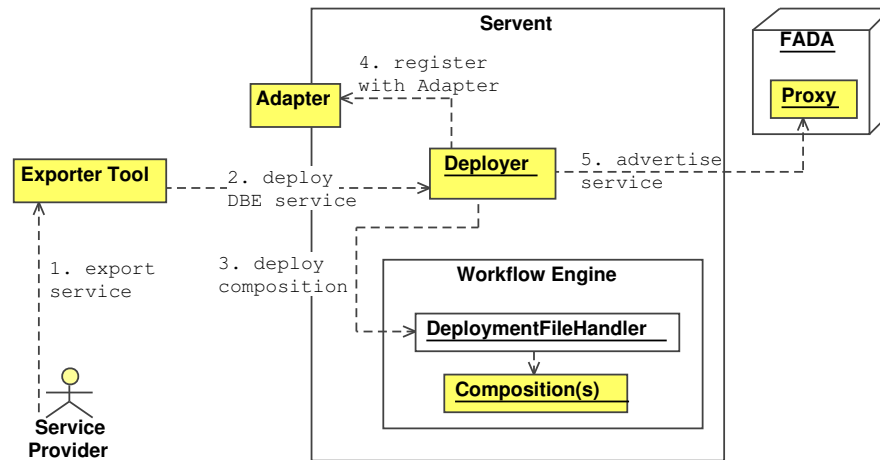 Servent
FADA
4. register
with Adapter
Adapter
Proxy
Deployer
5. advertise
service
Exporter Tool
2. deploy
DBE service
3. deploy
composition
1. export
service
Workflow Engine
DeploymentFileHandler
Composition(s)
Service
Provider